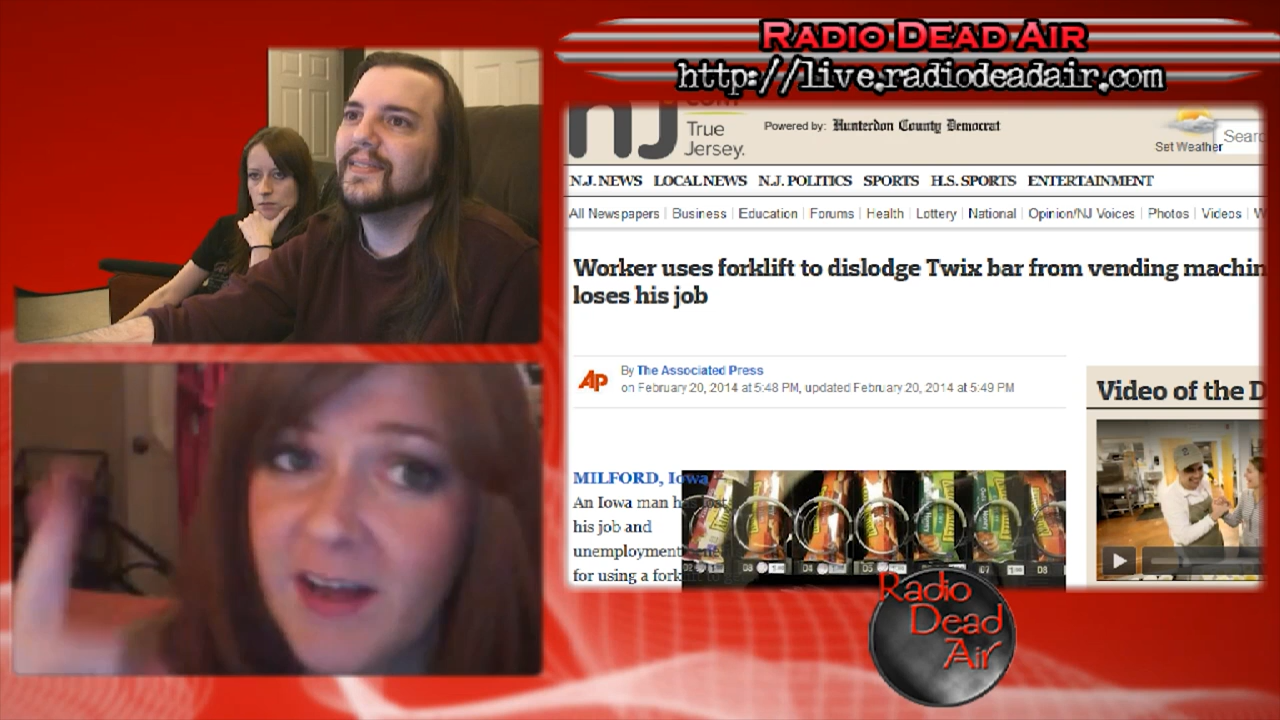 Radio Dead Air
http://live.radiodeadair.com
nj
True
Jersey.
Powered by: Hunterdon County Democrat
Set Weather
Sear
N.J. NEWS LOCAL NEWS N.J. POLITICS SPORTS H.S. SPORTS ENTERTAINMENT
All Newspapers | Business | Education | Forums | Health | Lottery | National | Opinion/NJ Voices | Photos | Videos | W
Worker uses forklift to dislodge Twix bar from vending machin
loses his job
AP
By The Associated Press
on February 20, 2014 at 5:48 PM, updated February 20, 2014 at 5:49 PM
Video of the D
MILFORD, Iowa
An Iowa man
his job and
unemployment
for using a
Radio
Dead
Air